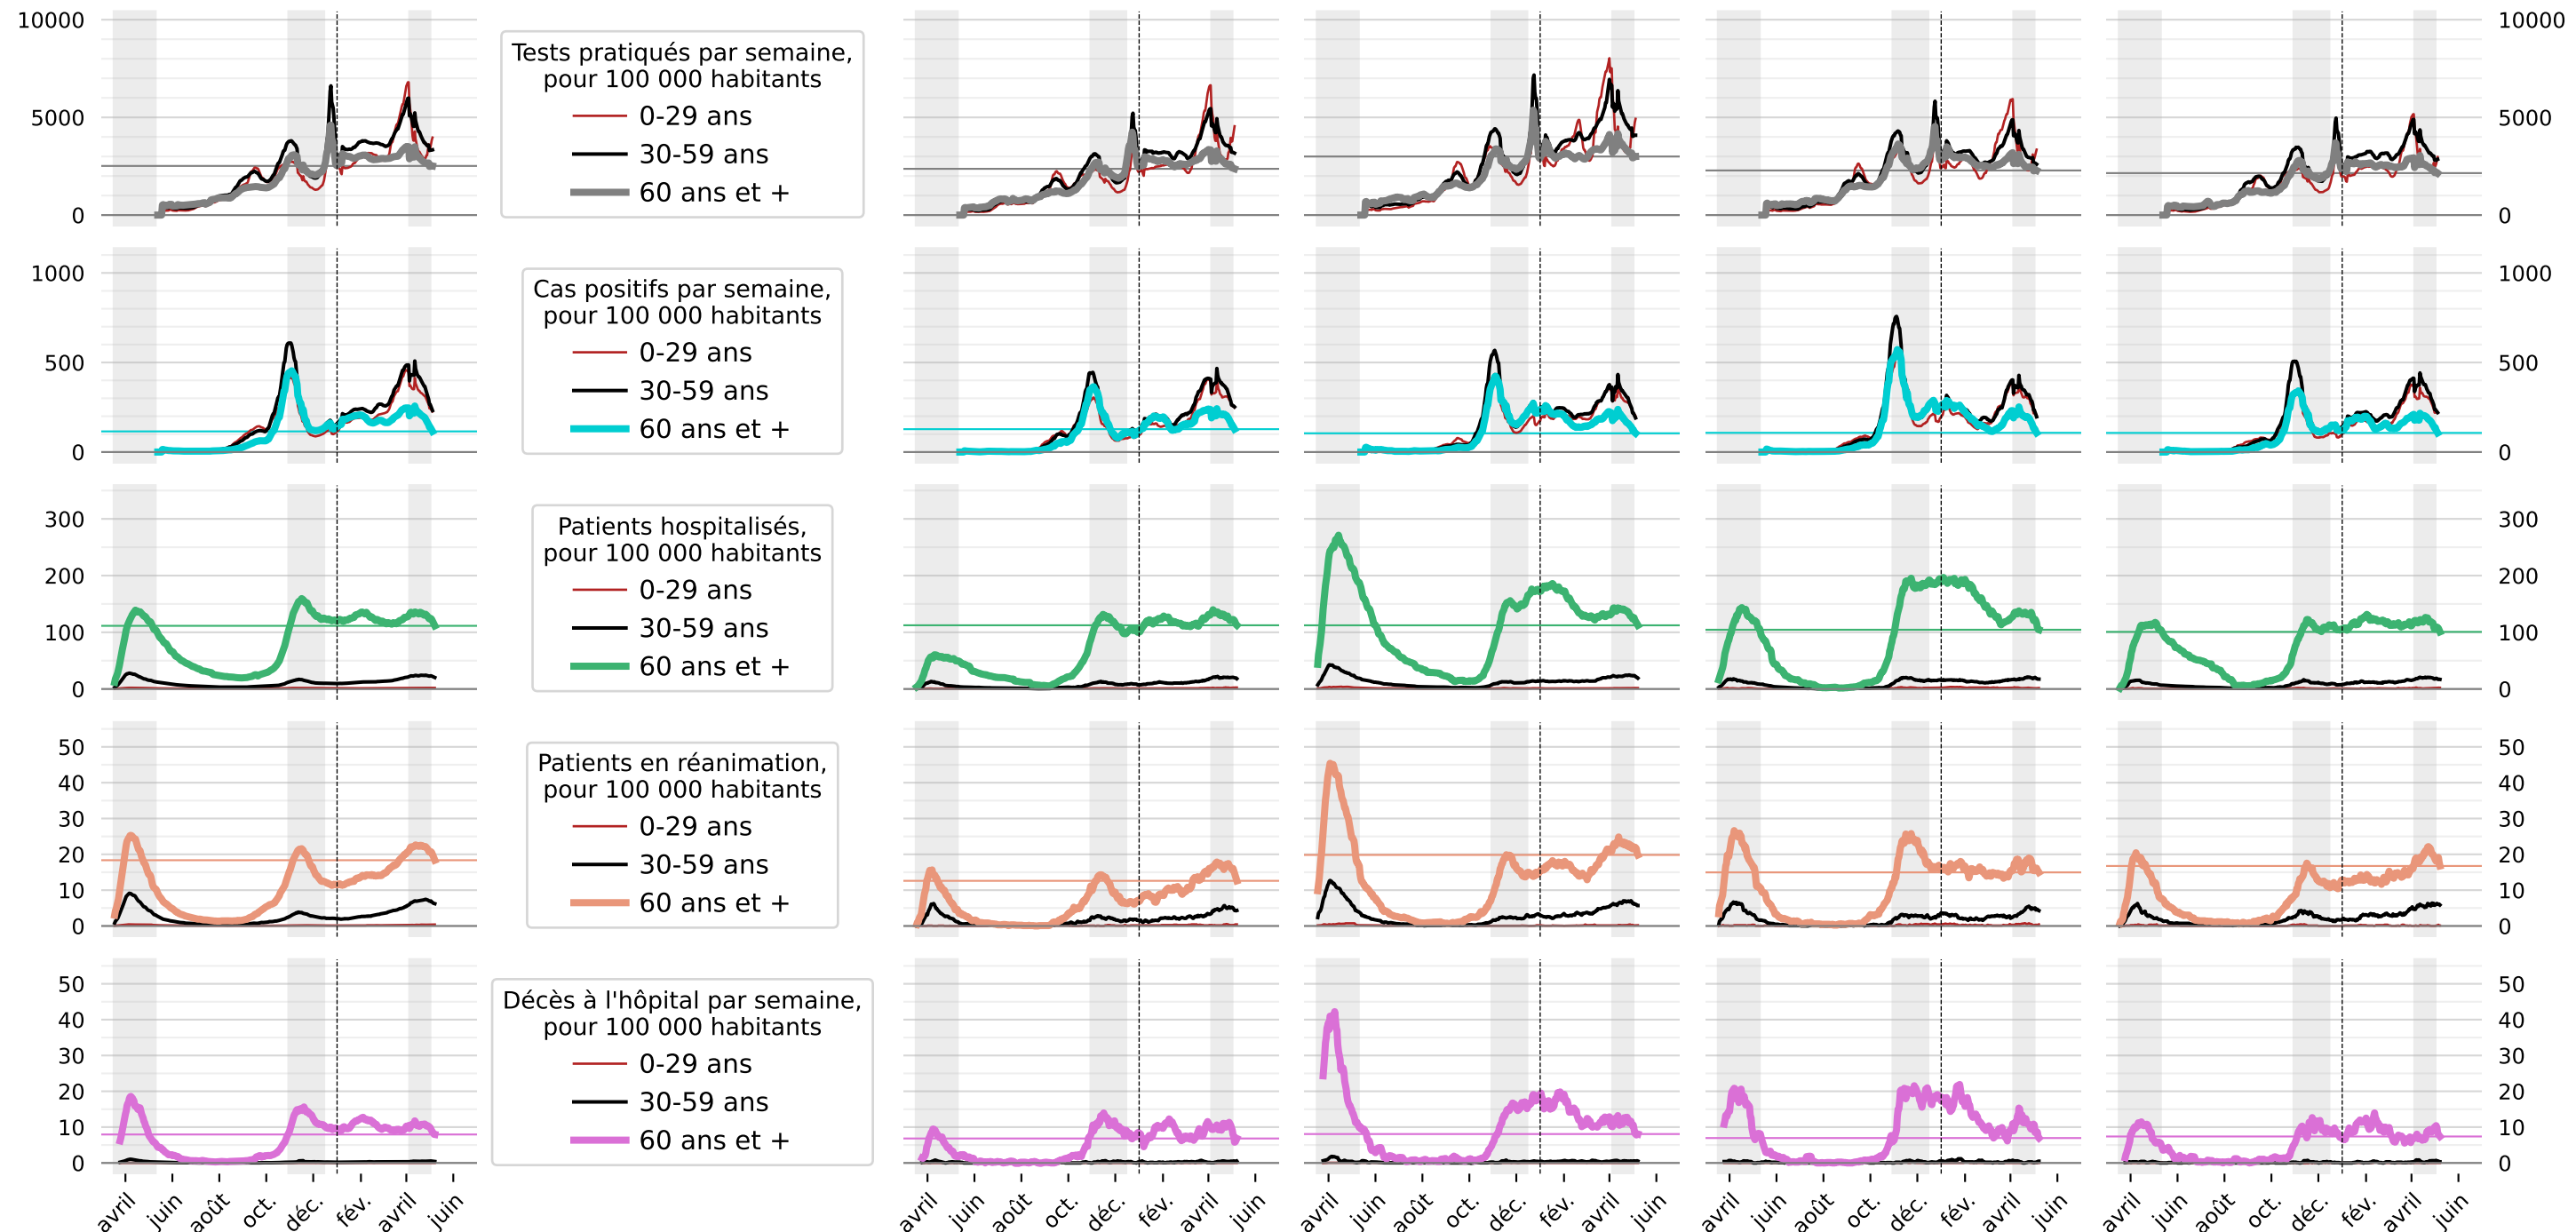 10000
5000
0
Tests pratiqués par semaine,
pour 100 000 habitants
0-29 ans
30-59 ans
60 ans et +
10000
5000
0
1000
500
0
Cas positifs par semaine,
pour 100 000 habitants
0-29 ans
30-59 ans
60 ans et +
1000
500
0
300
200
100
0
Patients hospitalisés,
pour 100 000 habitants
0-29 ans
30-59 ans
60 ans et +
300
200
100
0
50
40
30
20
10
0
Patients en réanimation,
pour 100 000 habitants
0-29 ans
30-59 ans
60 ans et +
50
40
30
20
10
0
50
40
30
20
10
0
Décès à l'hôpital par semaine,
pour 100 000 habitants
0-29 ans
30-59 ans
60 ans et +
50
40
30
20
10
0
avril juin août oct. déc. fév. avril juin
avril juin août oct. déc. fév. avril juin
avril juin août oct. déc. fév. avril juin
avril juin août oct. déc. fév. avril juin
avril juin août oct. déc. fév. avril juin